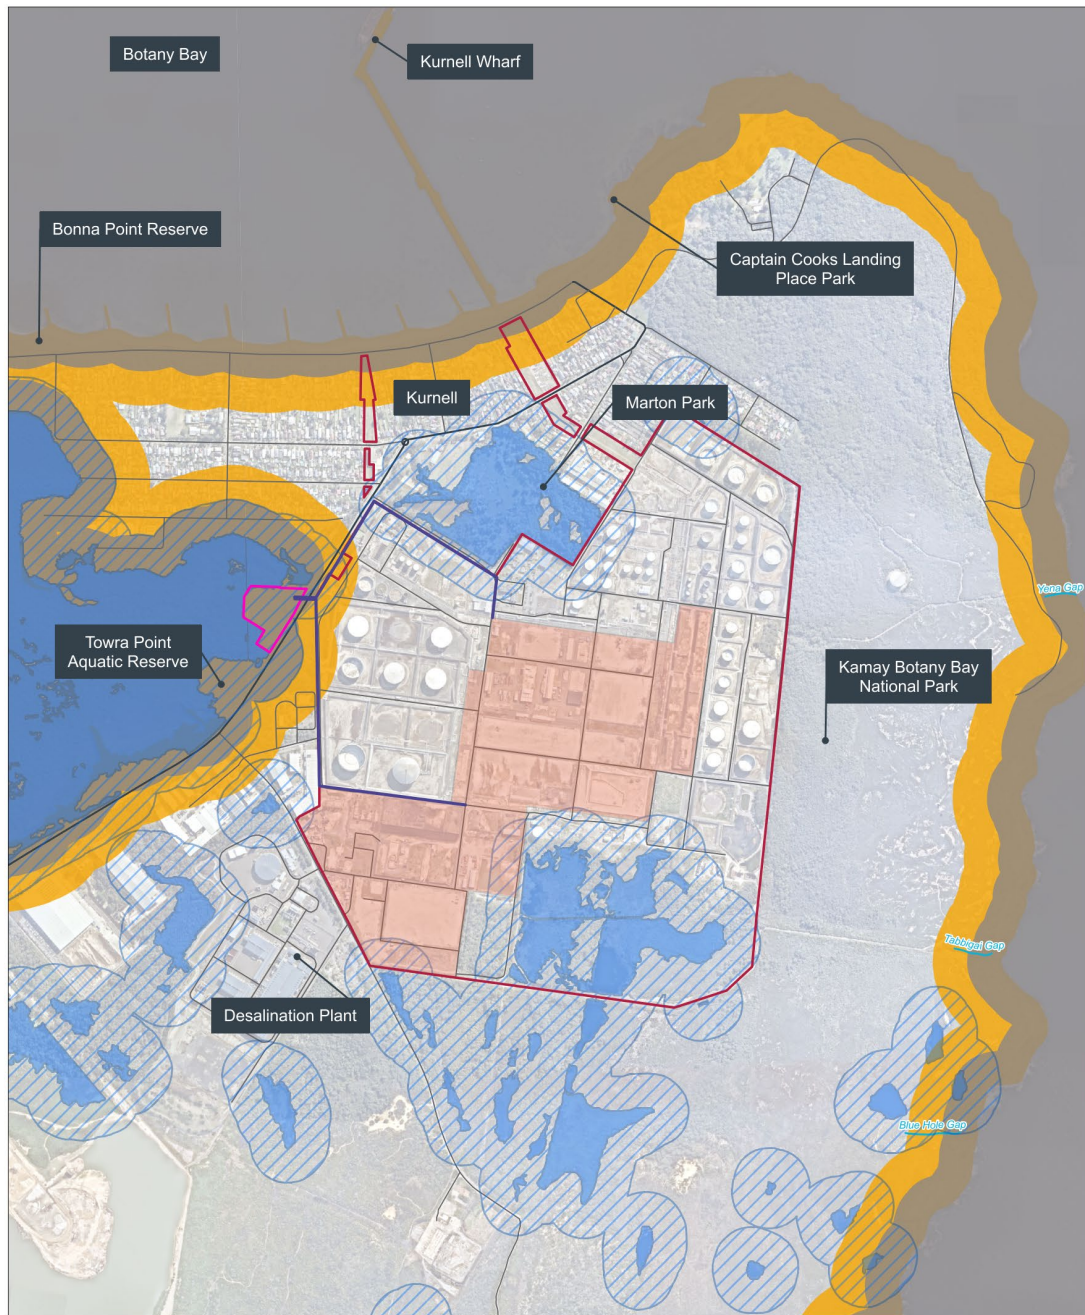 Botany Bay
Kurnell Wharf
Bonna Point Reserve
Captain Cooks Landing
Place Park
Kurnell
Marton Park
Yena Gap
Towra Point
Aquatic Reserve
Kamay Botany Bay
National Park
Tabbigai Gap
Desalination Plant
Blue Hole Gap